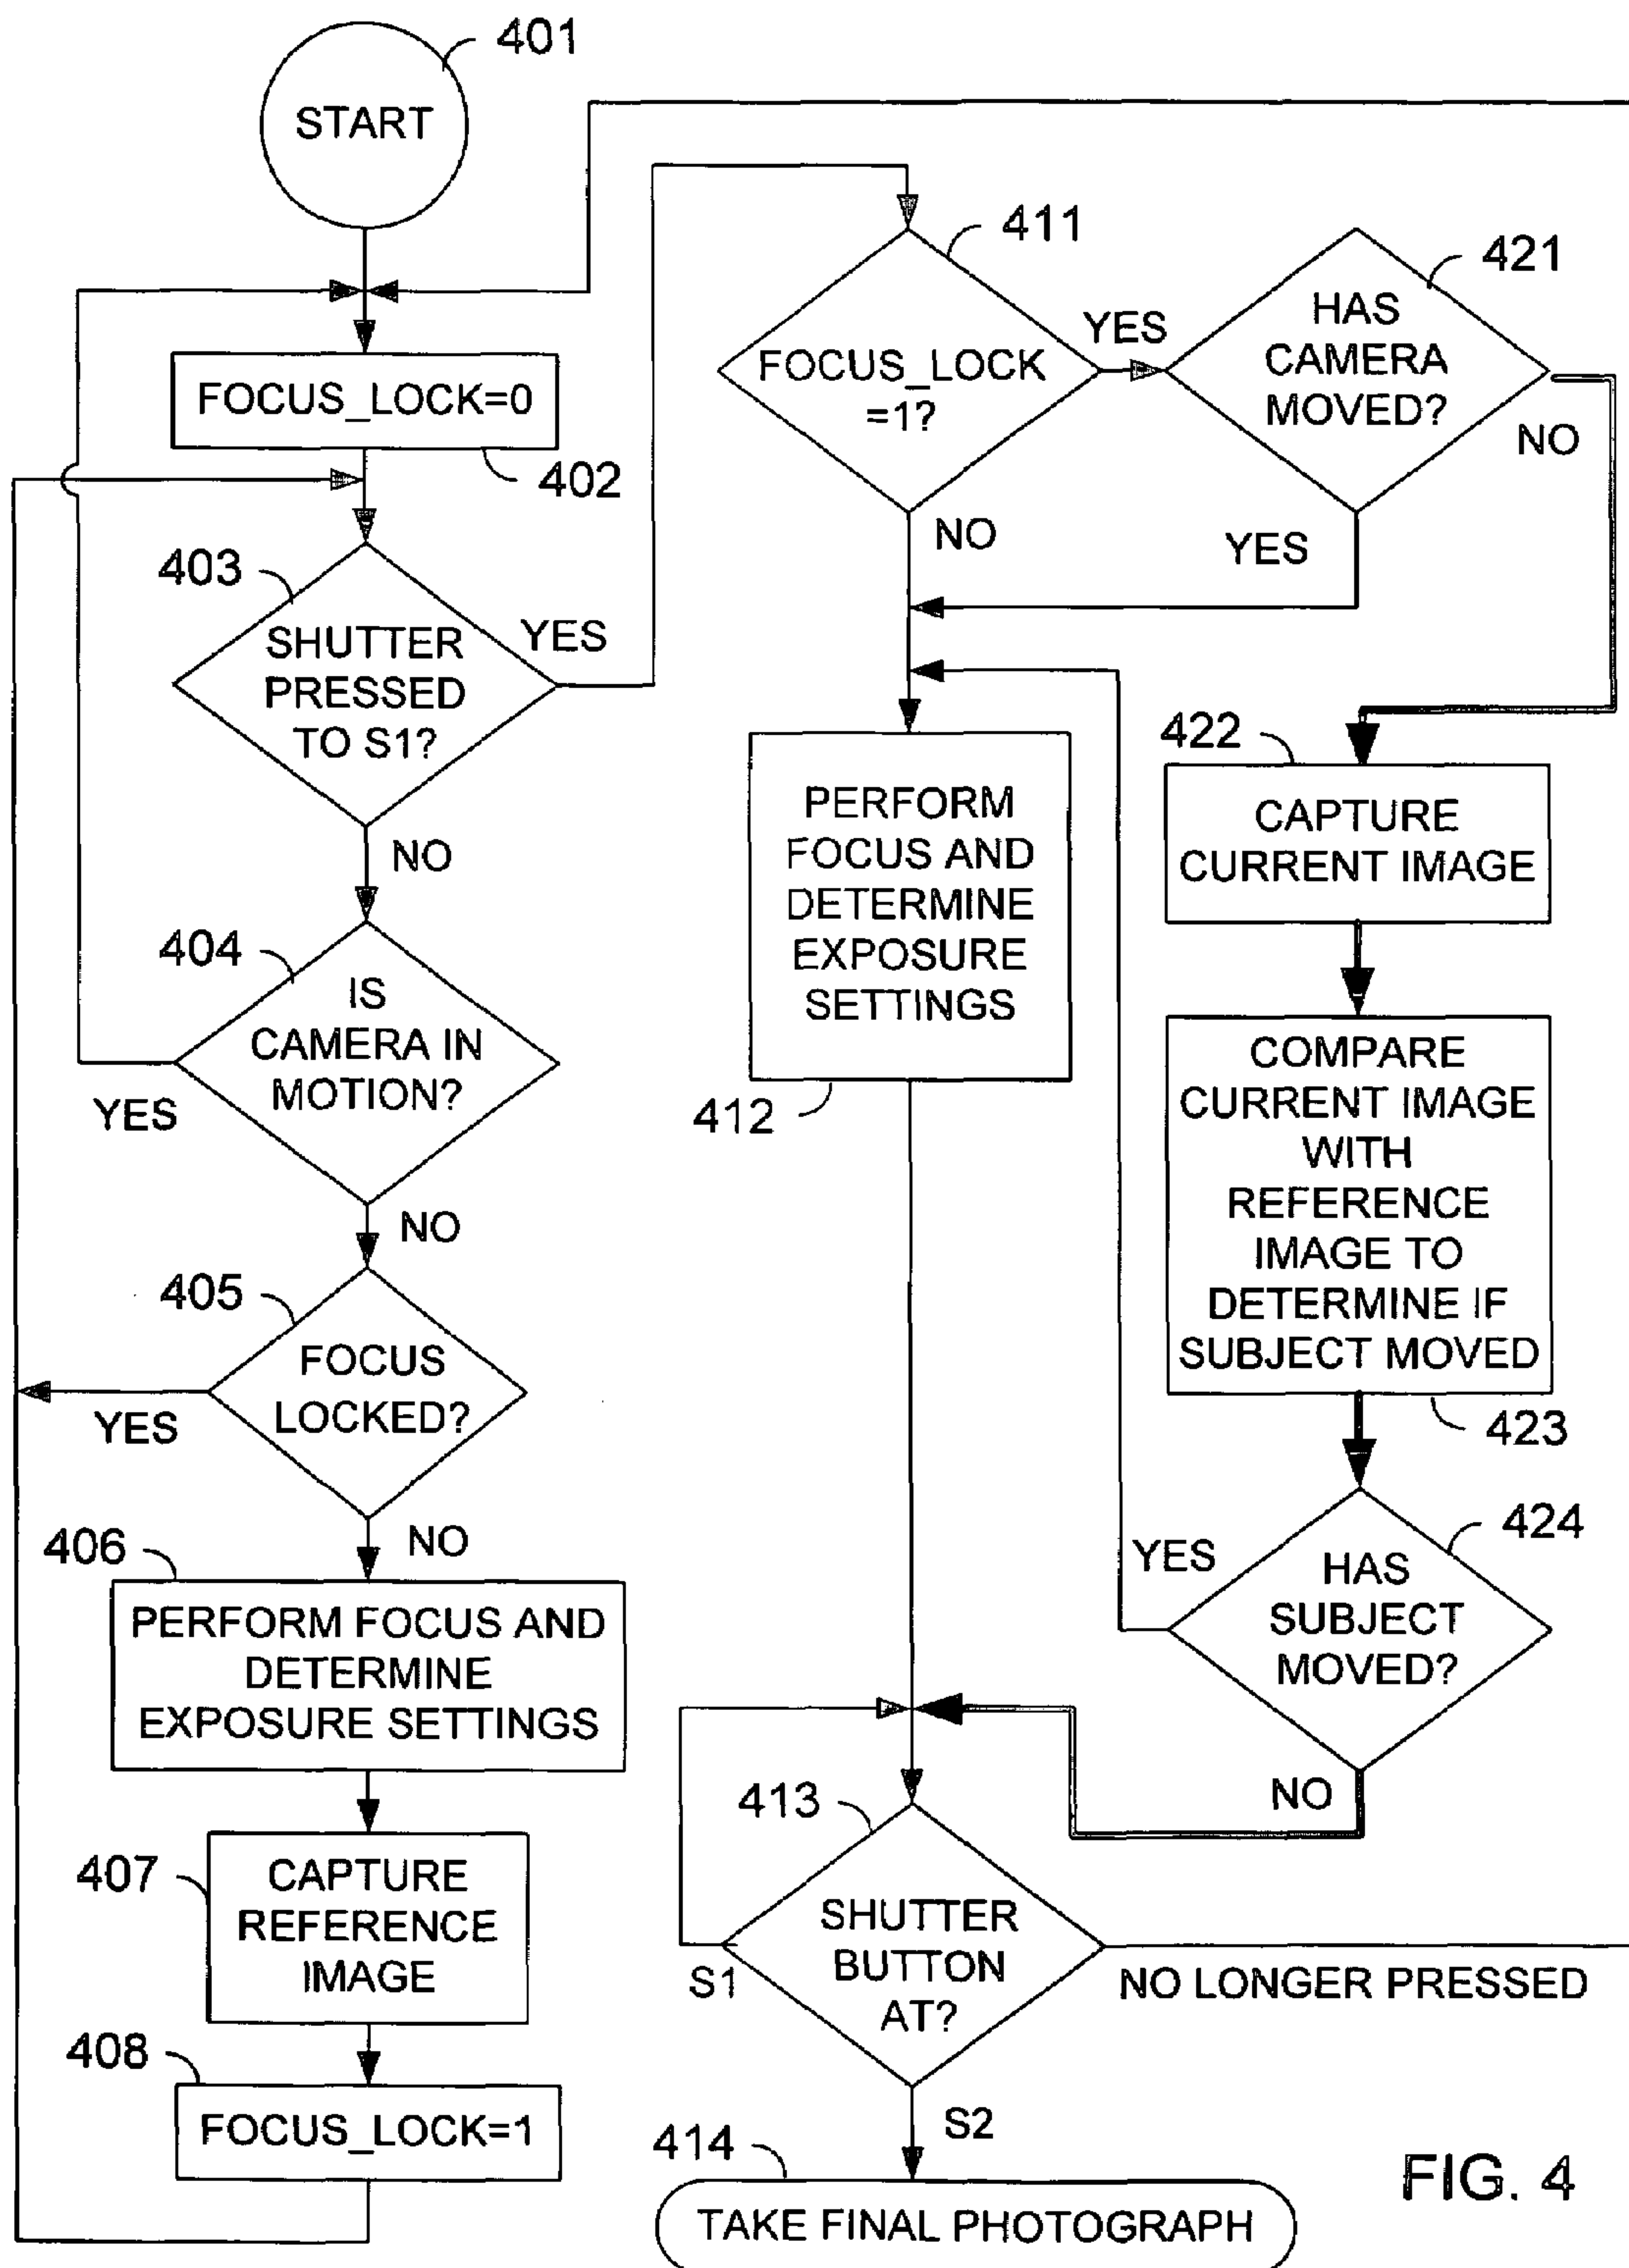 401
START
FOCUS_LOCK=0
402
403
SHUTTER
PRESSED
TO S1?
YES
NO
404
IS
CAMERA IN
MOTION?
YES
NO
405
FOCUS
LOCKED?
YES
NO
406
PERFORM FOCUS AND
DETERMINE
EXPOSURE SETTINGS
407
CAPTURE
REFERENCE
IMAGE
408
FOCUS_LOCK=1
411
FOCUS_LOCK
=1?
YES
NO
421
HAS
CAMERA
MOVED?
NO
YES
PERFORM
FOCUS AND
DETERMINE
EXPOSURE
SETTINGS
412
422
CAPTURE
CURRENT IMAGE
COMPARE
CURRENT IMAGE
WITH
REFERENCE
IMAGE TO
DETERMINE IF
SUBJECT MOVED
423
424
HAS
SUBJECT
MOVED?
YES
NO
413
SHUTTER
BUTTON
AT?
S1
NO LONGER PRESSED
S2
414
TAKE FINAL PHOTOGRAPH
FIG. 4